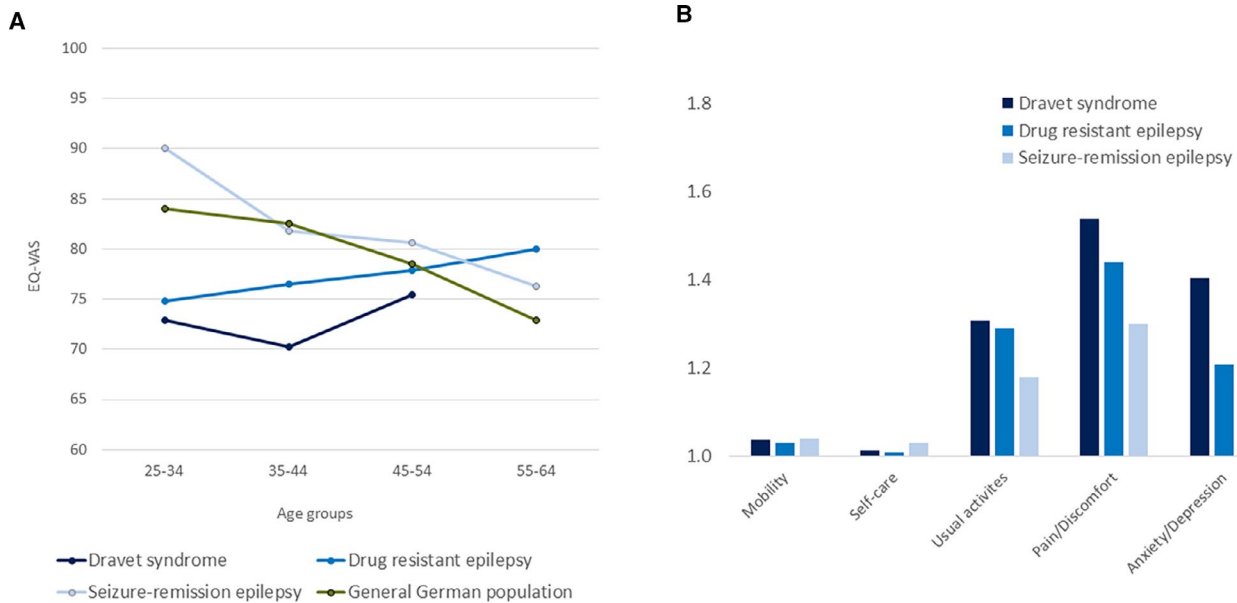 A
100
95
90
85
80
75
70
65
60
EQ-VAS
25-34 35-44 45-54 55-64
Age groups
Dravet syndrome Drug resistant epilepsy
Seizure-remission epilepsy General German population
B
1.8
1.6
1.4
1.2
1.0
Dravet syndrome
Drug resistant epilepsy
Seizure-remission epilepsy
Mobility
Self-care
Usual activites
Pain/Discomfort
Anxiety/Depression